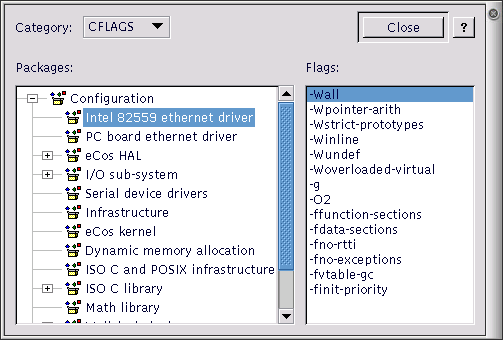 Category: CFLAGS Close ?
Packages:
Configuration
Intel 82559 ethernet driver
PC board ethernet driver
eCos HAL
I/O sub-system
Serial device drivers
Infrastructure
eCos kernel
Dynamic memory allocation
ISO C and POSIX infrastructure
ISO C library
Math library
Flags:
-Wall
-Wpointer-arith
-Wstrict-prototypes
-Winline
-Wundef
-Woverloaded-virtual
-g
-O2
-ffunction-sections
-fdata-sections
-fno-rtti
-fno-exceptions
-fvtable-gc
-finit-priority